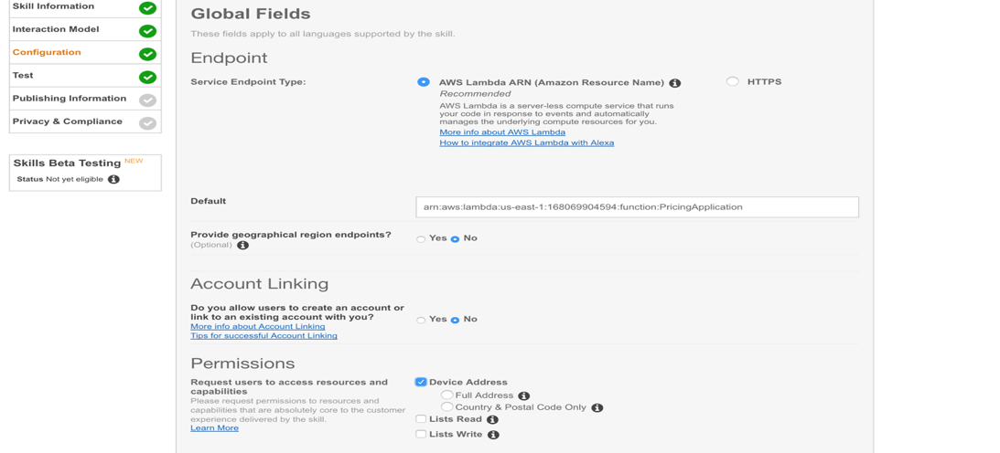 Skill Information
Interaction Model
Configuration
Test
Publishing Information
Privacy & Compliance
Skills Beta Testing NEW
Status Not yet eligible
Global Fields
These fields apply to all languages supported by the skill.
Endpoint
Service Endpoint Type:
AWS Lambda ARN (Amazon Resource Name)
HTTPS
Recommended
AWS Lambda is a server-less compute service that runs
your code in response to events and automatically
manages the underlying compute resources for you.
More info about AWS Lambda
How to integrate AWS Lambda with Alexa
Default
arn:aws:lambda:us-east-1:168069904594:function:PricingApplication
Provide geographical region endpoints?
(Optional)
Yes No
Account Linking
Do you allow users to create an account or
link to an existing account with you?
More info about Account Linking
Tips for successful Account Linking
Yes No
Permissions
Request users to access resources and
capabilities
Please request permissions to resources and
capabilities that are absolutely core to the customer
experience delivered by the skill.
Learn More
Device Address
Full Address
Country & Postal Code Only
Lists Read
Lists Write